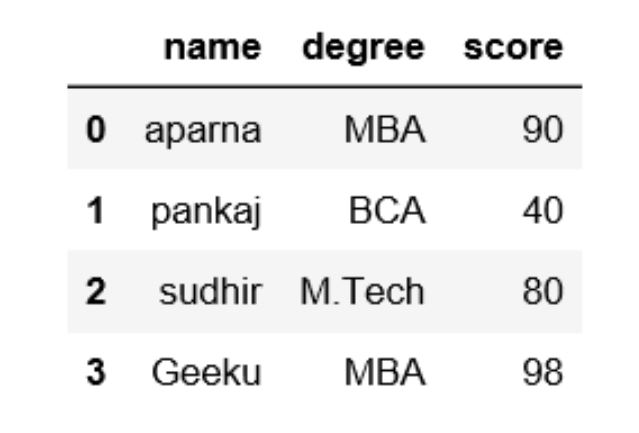 name degree score
0 aparna MBA 90
1 pankaj BCA 40
2 sudhir M.Tech 80
3 Geeku MBA 98